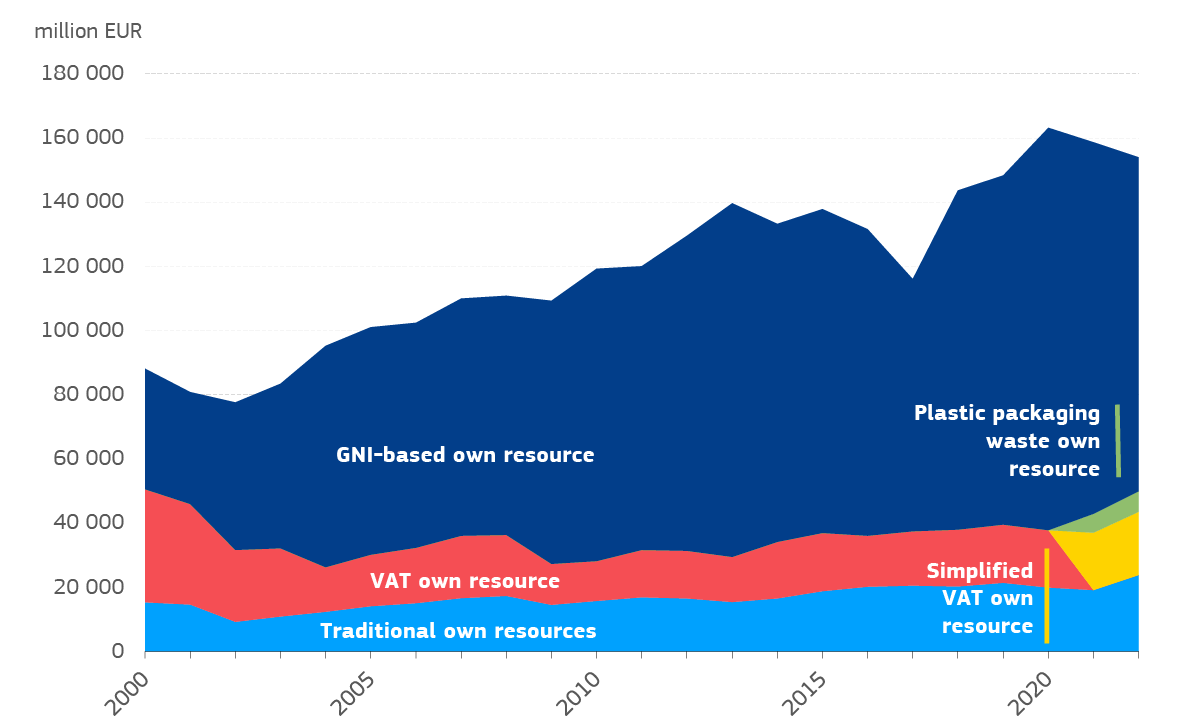 million EUR
180 000
160 000
140 000
120 000
100 000
80 000
60 000
40 000
20 000
0
GNI-based own resource
VAT own resource
Traditional own resources
Plastic packaging
waste own
resource
Simplified
VAT own
resource
2000
2005
2010
2015
2020